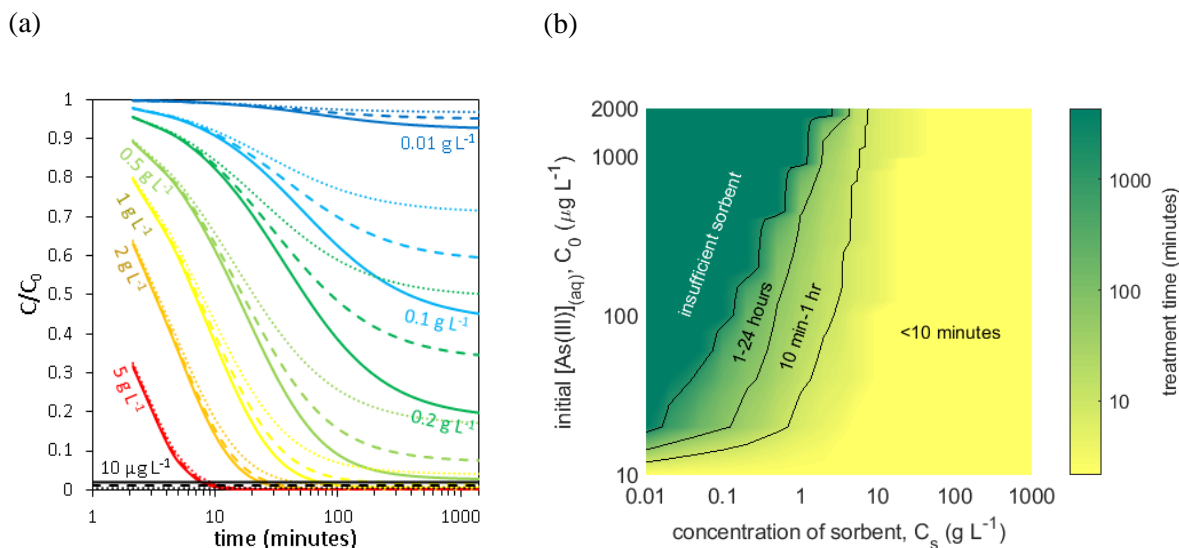 (a)
(b)
C/C0
1
0.9
0.8
0.7
0.6
0.5
0.4
0.3
0.2
0.1
0
0.01 g L-1
0.5 g L-1
1 g L-1
2 g L-1
0.1 g L-1
0.2 g L-1
5 g L-1
10 µg L-1
1
10
100
1000
time (minutes)
initial [As(III)](aq), C0 (µg L-1)
2000
1000
100
10
insufficient sorbent
1-24 hours
10 min-1 hr
<10 minutes
0.01
0.1
1
10
100
1000
concentration of sorbent, Cs (g L-1)
1000
100
10
treatment time (minutes)